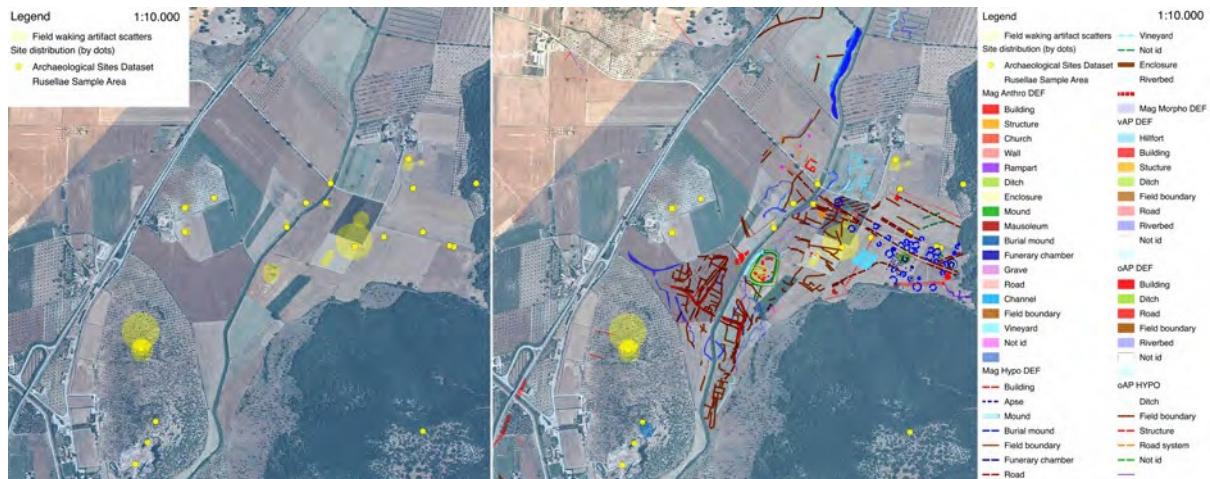 Legend 1:10.000
Field waking artifact scatters
Site distribution (by dots)
Archaeological Sites Dataset
Rusellae Sample Area
Legend 1:10.000
Field waking artifact scatters
Site distribution (by dots)
Archaeological Sites Dataset
Rusellae Sample Area
Mag Anthro DEF
Building
Structure
Church
Wall
Rampart
Ditch
Enclosure
Mound
Mausoleum
Burial mound
Funerary chamber
Grave
Road
Channel
Field boundary
Vineyard
Not id
Mag Hypo DEF
Building
Apse
Mound
Burial mound
Field boundary
Funerary chamber
Road
Vineyard
Not id
Enclosure
Riverbed
Mag Morpho DEF
vAP DEF
Hillfort
Building
Stucture
Ditch
Field boundary
Road
Riverbed
Not id
oAP DEF
Building
Ditch
Road
Field boundary
Riverbed
Not id
oAP HYPO
Ditch
Field boundary
Structure
Road system
Not id